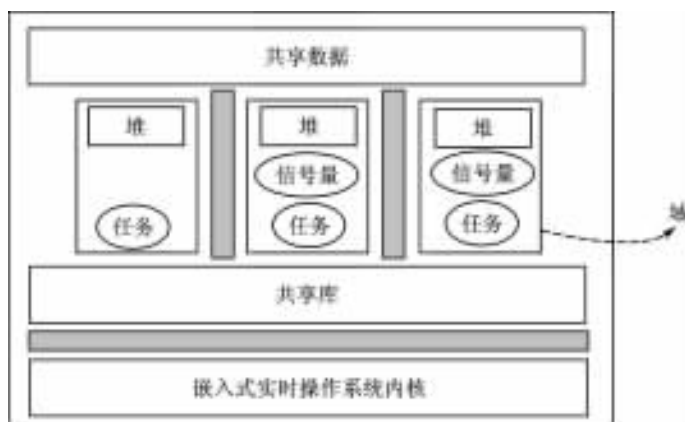 共享数据
堆
堆
堆
信号量
信号量
任务
任务
任务
域
共享库
嵌入式实时操作系统内核